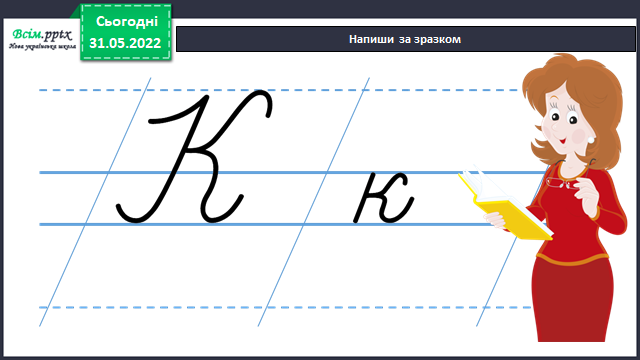 Всім.pptx
Нова українська школа
Сьогодні
31.05.2022
Напиши за зразком
К к